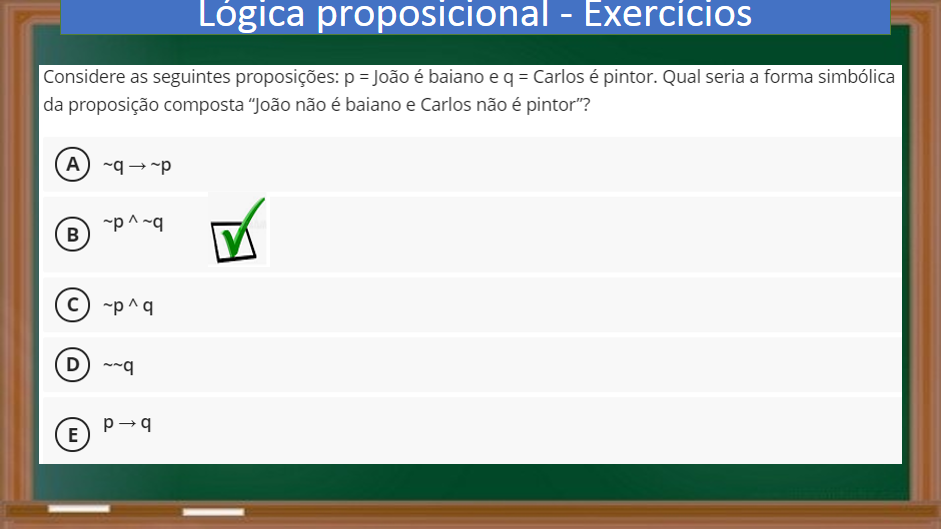 Lógica proposicional - Exercícios
Considere as seguintes proposições: p = João é baiano e q = Carlos é pintor. Qual seria a forma simbólica
da proposição composta “João não é baiano e Carlos não é pintor”?
A ~q → ~p
B ~p ^ ~q
C ~p ^ q
D ~~q
E p → q